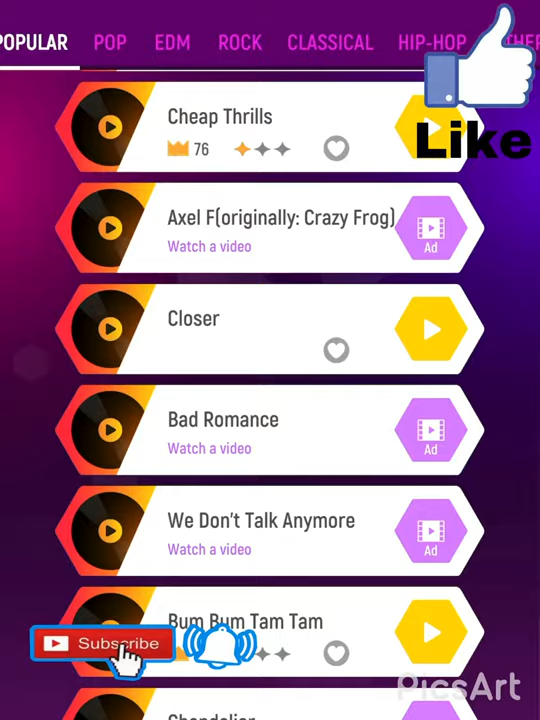 POPULAR POP EDM ROCK CLASSICAL HIP-HOP
Like
Cheap Thrills
76
Axel F(originally: Crazy Frog)
Watch a video
Ad
Closer
Bad Romance
Watch a video
Ad
We Don't Talk Anymore
Watch a video
Ad
Bum Bum Tam Tam
Subscribe
PicsArt
Chandelier